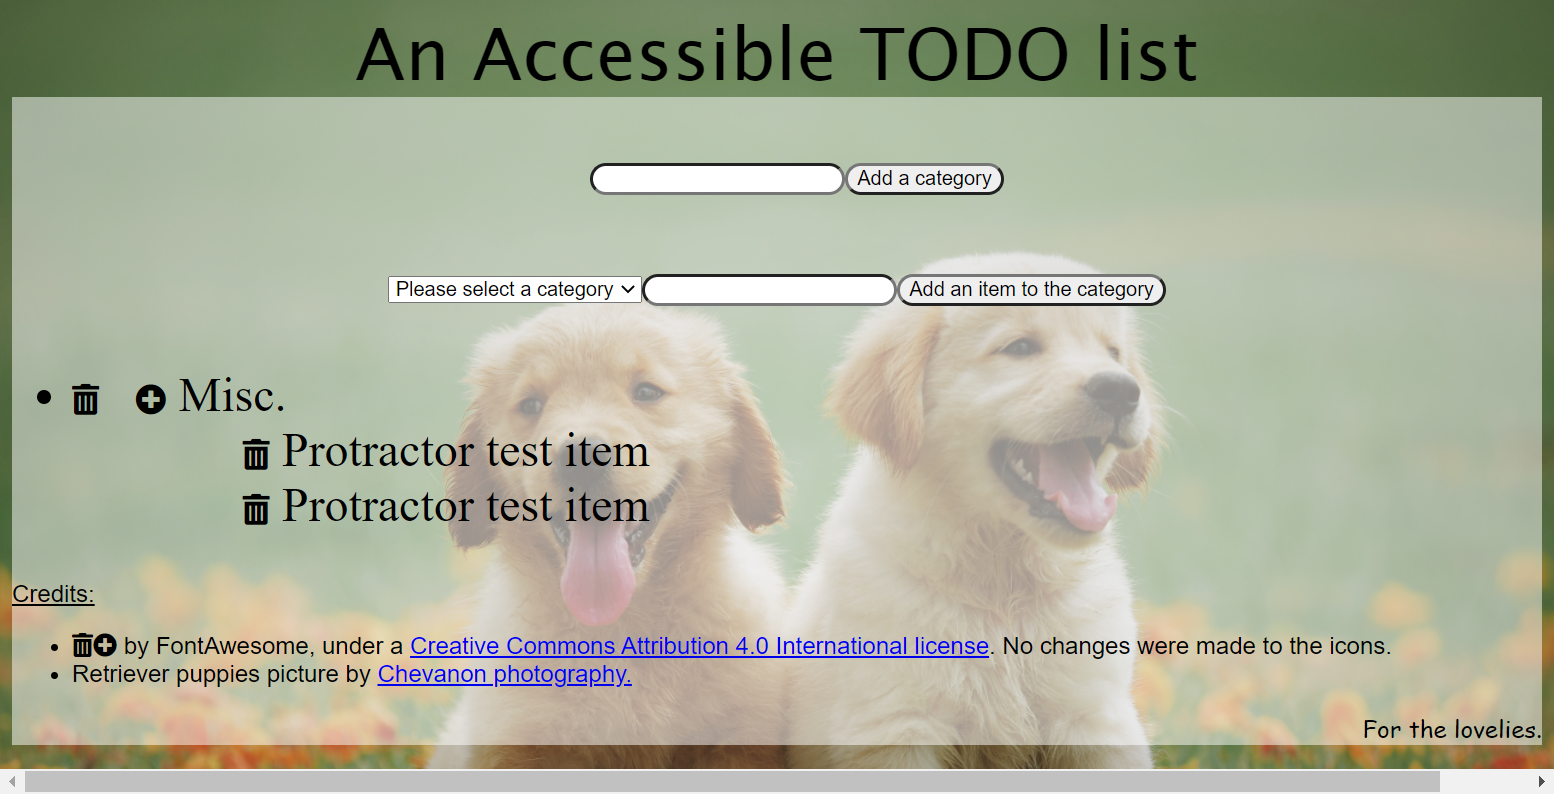 An Accessible TODO list
Add a category
Please select a category Add an item to the category
Misc.
Protractor test item
Protractor test item
Credits:
by FontAwesome, under a Creative Commons Attribution 4.0 International license. No changes were made to the icons.
Retriever puppies picture by Chevanon photography.
For the lovelies.